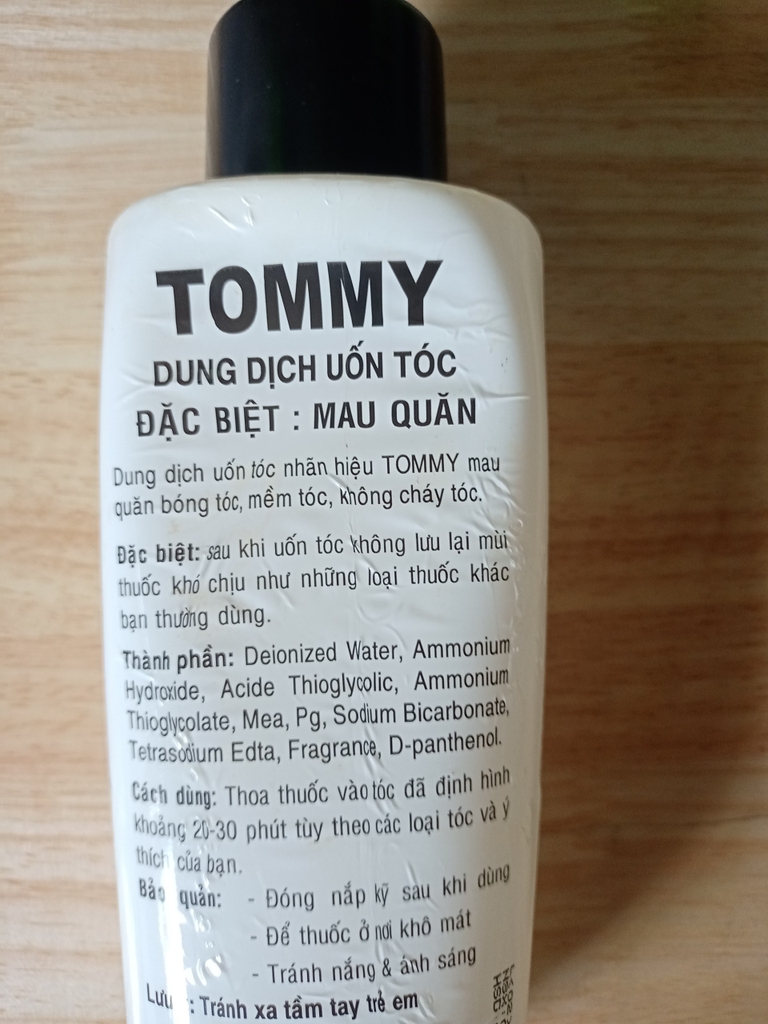 TOMMY
DUNG DỊCH UỐN TÓC
ĐẶC BIỆT : MAU QUĂN
Dung dịch uốn tóc nhãn hiệu TOMMY mau
quăn bóng tóc, mềm tóc, không cháy tóc.
Đặc biệt: sau khi uốn tóc không lưu lại mùi
thuốc khó chịu như những loại thuốc khác
bạn thường dùng.
Thành phần: Deionized Water, Ammonium
Hydroxide, Acide Thioglycolic, Ammonium
Thioglycolate, Mea, Pg, Sodium Bicarbonate,
Tetrasodium Edta, Fragrance, D-panthenol.
Cách dùng: Thoa thuốc vào tóc đã định hình
khoảng 20-30 phút tùy theo các loại tóc và ý
thích của bạn.
Bảo quản: - Đóng nắp kỹ sau khi dùng
- Để thuốc ở nơi khô mát
- Tránh nắng & ánh sáng
: Tránh xa tầm tay trẻ em